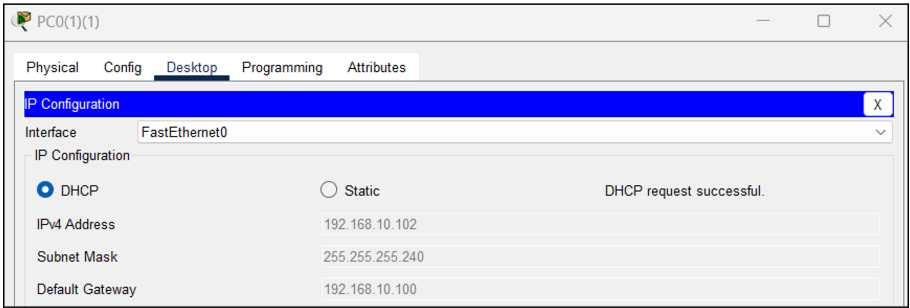 PC0(1)(1)
Physical Config Desktop Programming Attributes
IP Configuration X
Interface FastEthernet0
IP Configuration
DHCP Static DHCP request successful.
IPv4 Address 192.168.10.102
Subnet Mask 255.255.255.240
Default Gateway 192.168.10.100